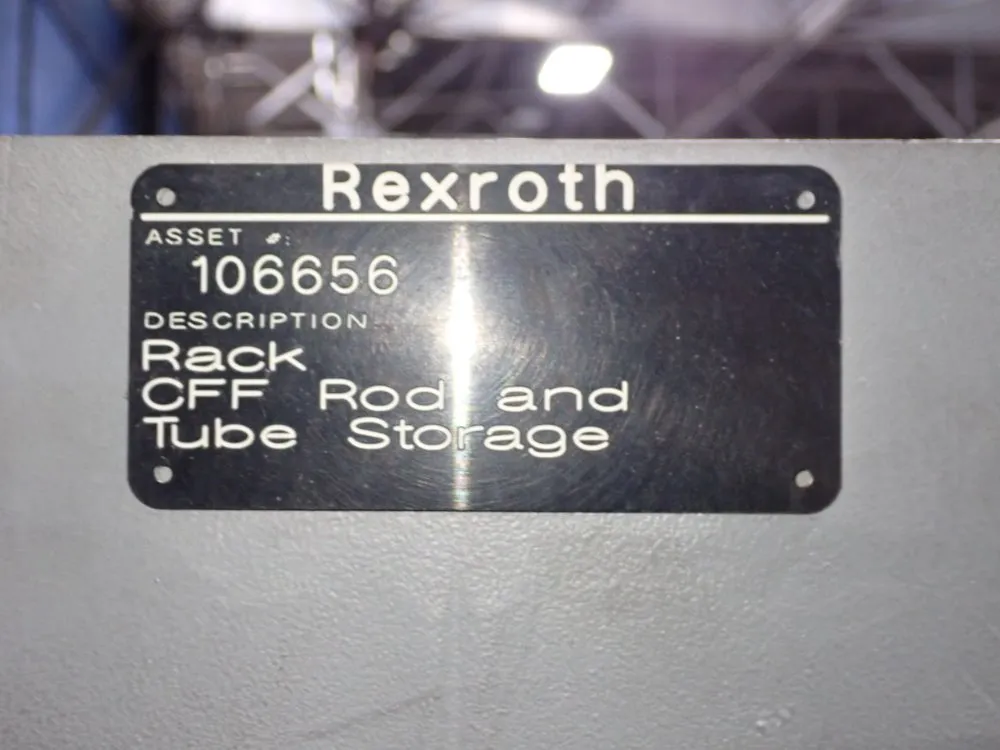 Rexroth
ASSET #:
106656
DESCRIPTION
Rack
CFF Rod and
Tube Storage